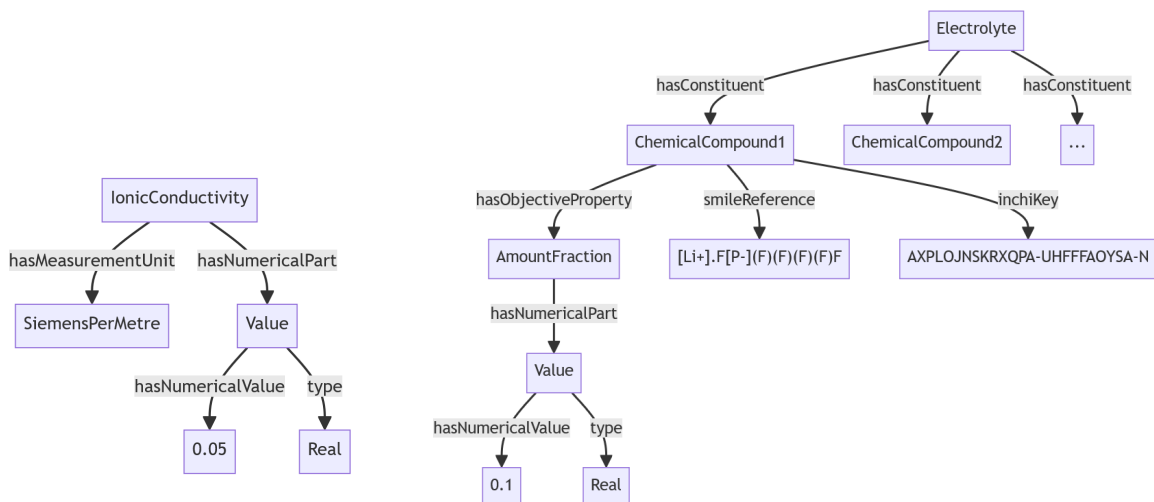 Electrolyte
hasConstituent
hasConstituent
hasConstituent
ChemicalCompound1
ChemicalCompound2
...
IonicConductivity
hasObjectiveProperty
smileReference
inchiKey
hasMeasurementUnit
hasNumericalPart
AmountFraction
[Li+].F[P-](F)(F)(F)(F)F
AXPLOJNSKRXQPA-UHFFFAOYSA-N
SiemensPerMetre
Value
hasNumericalPart
hasNumericalValue
type
Value
0.05
Real
hasNumericalValue
type
0.1
Real